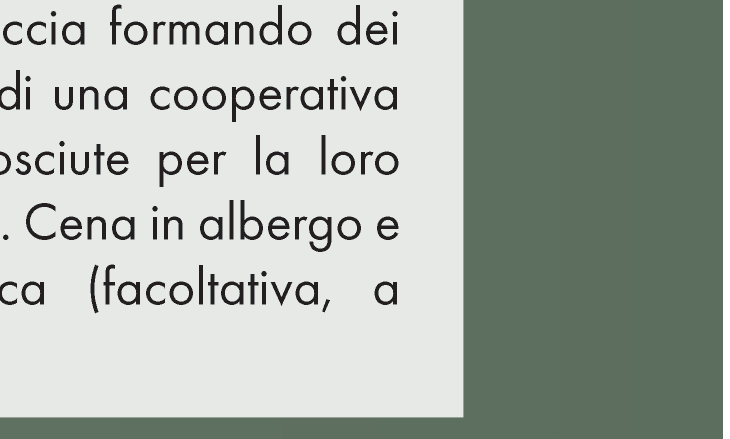 ccia formando dei
di una cooperativa
osciute per la loro
. Cena in albergo e
ca (facoltativa, a